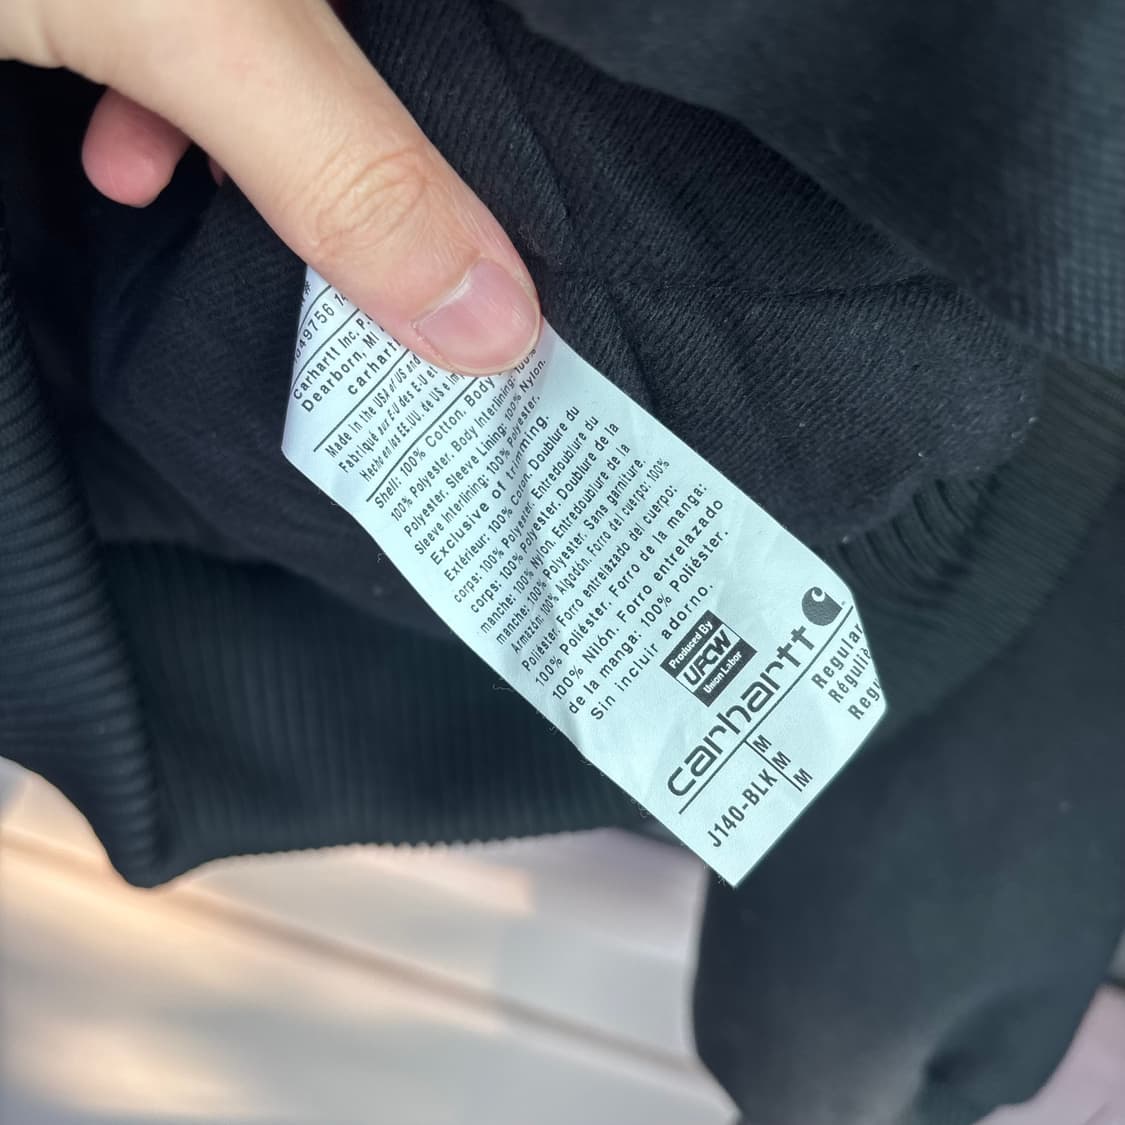 049756
Carhartt Inc. P.
Dearborn, MI
carhartt
Made in the USA of US and
Fabriqué aux E-U des E-U et
Hecho en los EE.UU. de US e
Shell: 100% Cotton. Body
100% Polyester. Body Interlining: 100%
Polyester. Sleeve Lining: 100% Nylon.
Sleeve Interlining: 100% Polyester.
Exclusive of trimming.
Extérieur: 100% Coton. Doublure du
corps: 100% Polyester. Entredoublure du
corps: 100% Polyester. Doublure de la
manche: 100% Nylon. Entredoublure de la
manche: 100% Polyester. Sans garniture.
Armazón: 100% Algodón. Forro del cuerpo: 100%
Poliéster. Forro entrelazado del cuerpo:
100% Poliéster. Forro de la manga:
100% Nilón. Forro entrelazado
de la manga: 100% Poliéster.
Sin incluir adorno.
Produced By
UFCW
Union Labor
carhartt
Regular
Réguliè
Regu
J140-BLK
M
M
M